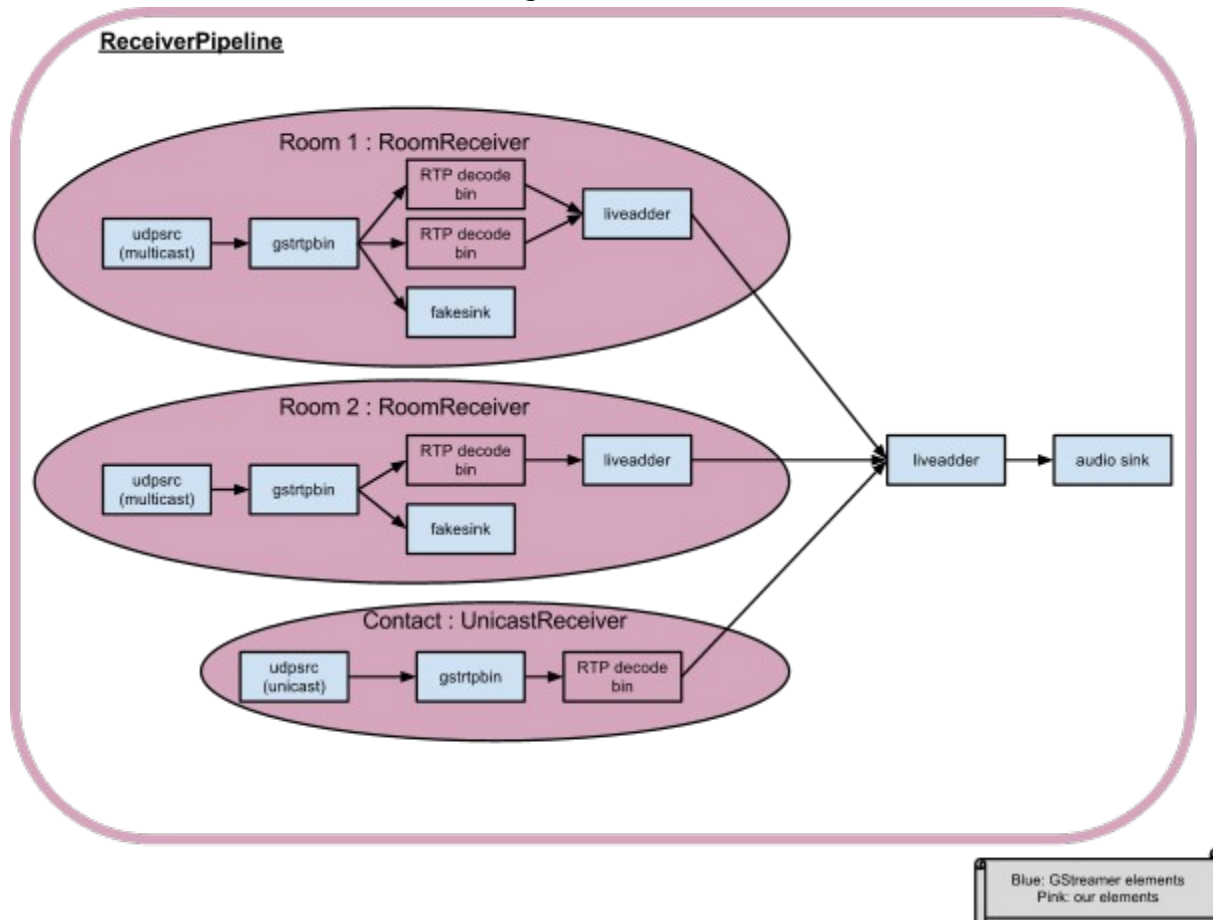 ReceiverPipeline
Room 1 : RoomReceiver
RTP decode
bin
udpsrc
(multicast)
gstrtpbin
RTP decode
bin
liveadder
fakesink
Room 2 : RoomReceiver
RTP decode
bin
udpsrc
(multicast)
gstrtpbin
liveadder
fakesink
liveadder
audio sink
Contact : UnicastReceiver
udpsrc
(unicast)
gstrtpbin
RTP decode
bin
Blue: GStreamer elements
Pink: our elements